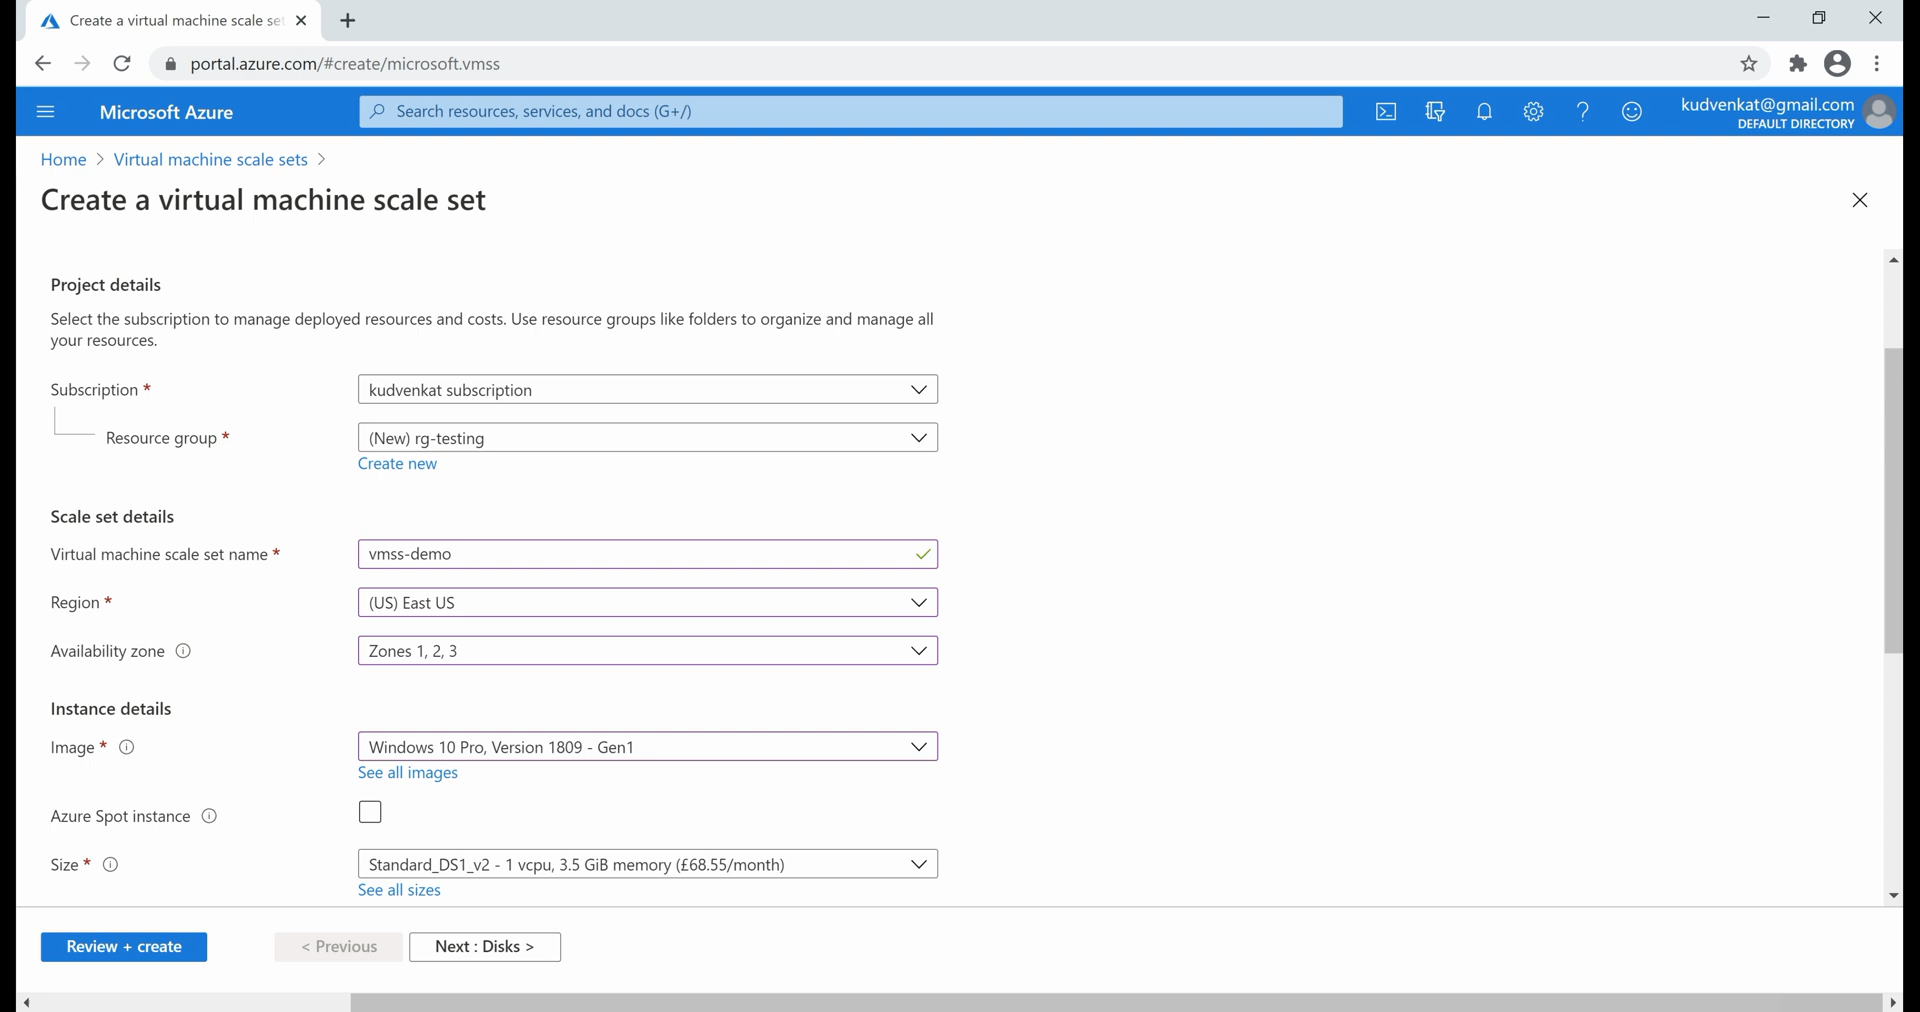 Create a virtual machine scale set
portal.azure.com/#create/microsoft.vmss
Microsoft Azure
Search resources, services, and docs (G+/)
kudvenkat@gmail.com
DEFAULT DIRECTORY
Home > Virtual machine scale sets >
Create a virtual machine scale set
Project details
Select the subscription to manage deployed resources and costs. Use resource groups like folders to organize and manage all
your resources.
Subscription * kudvenkat subscription
Resource group * (New) rg-testing
Create new
Scale set details
Virtual machine scale set name * vmss-demo
Region * (US) East US
Availability zone Zones 1, 2, 3
Instance details
Image * Windows 10 Pro, Version 1809 - Gen1
See all images
Azure Spot instance
Size * Standard_DS1_v2 - 1 vcpu, 3.5 GiB memory (£68.55/month)
See all sizes
Review + create < Previous Next : Disks >